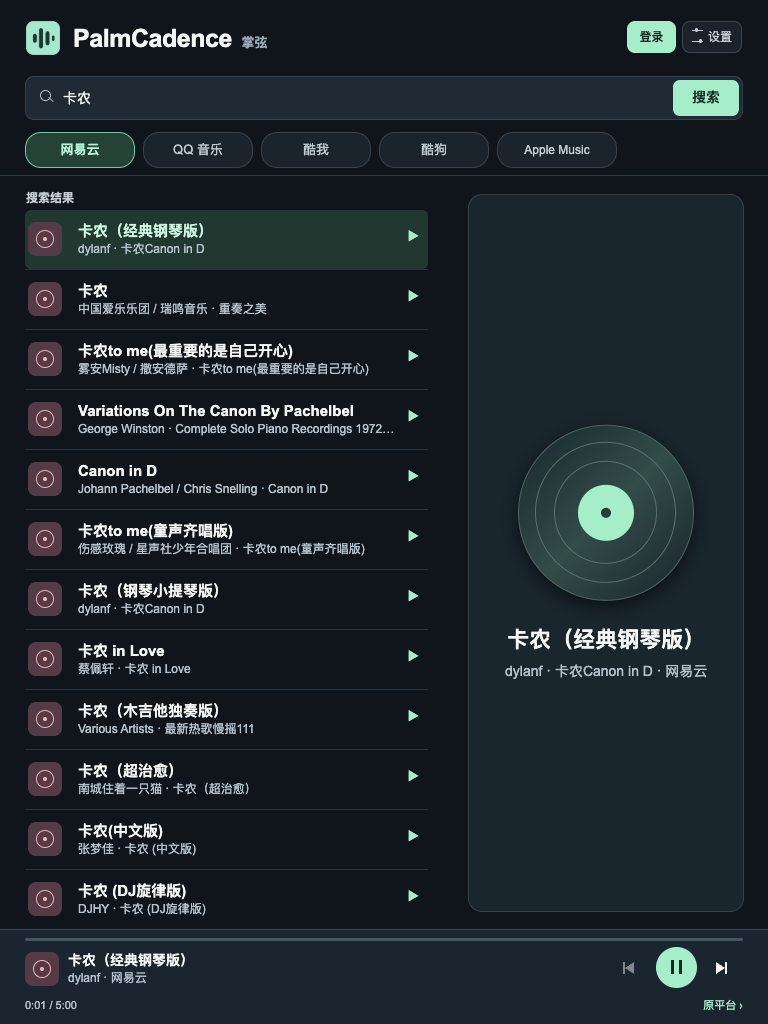 PalmCadence 掌弦
登录
设置
卡农
搜索
网易云
QQ 音乐
酷我
酷狗
Apple Music
搜索结果
卡农（经典钢琴版）
dylanf · 卡农Canon in D
卡农
中国爱乐乐团 / 瑞鸣音乐 · 重奏之美
卡农to me(最重要的是自己开心)
雾安Misty / 撒安德萨 · 卡农to me(最重要的是自己开心)
Variations On The Canon By Pachelbel
George Winston · Complete Solo Piano Recordings 1972…
Canon in D
Johann Pachelbel / Chris Snelling · Canon in D
卡农to me(童声齐唱版)
伤感玫瑰 / 星声社少年合唱团 · 卡农to me(童声齐唱版)
卡农（钢琴小提琴版）
dylanf · 卡农Canon in D
卡农 in Love
蔡佩轩 · 卡农 in Love
卡农（木吉他独奏版）
Various Artists · 最新热歌慢摇111
卡农（超治愈）
南城住着一只猫 · 卡农（超治愈）
卡农(中文版)
张梦佳 · 卡农 (中文版)
卡农 (DJ旋律版)
DJHY · 卡农 (DJ旋律版)
卡农（经典钢琴版）
dylanf · 卡农Canon in D · 网易云
卡农（经典钢琴版）
dylanf · 网易云
0:01 / 5:00
原平台 ›